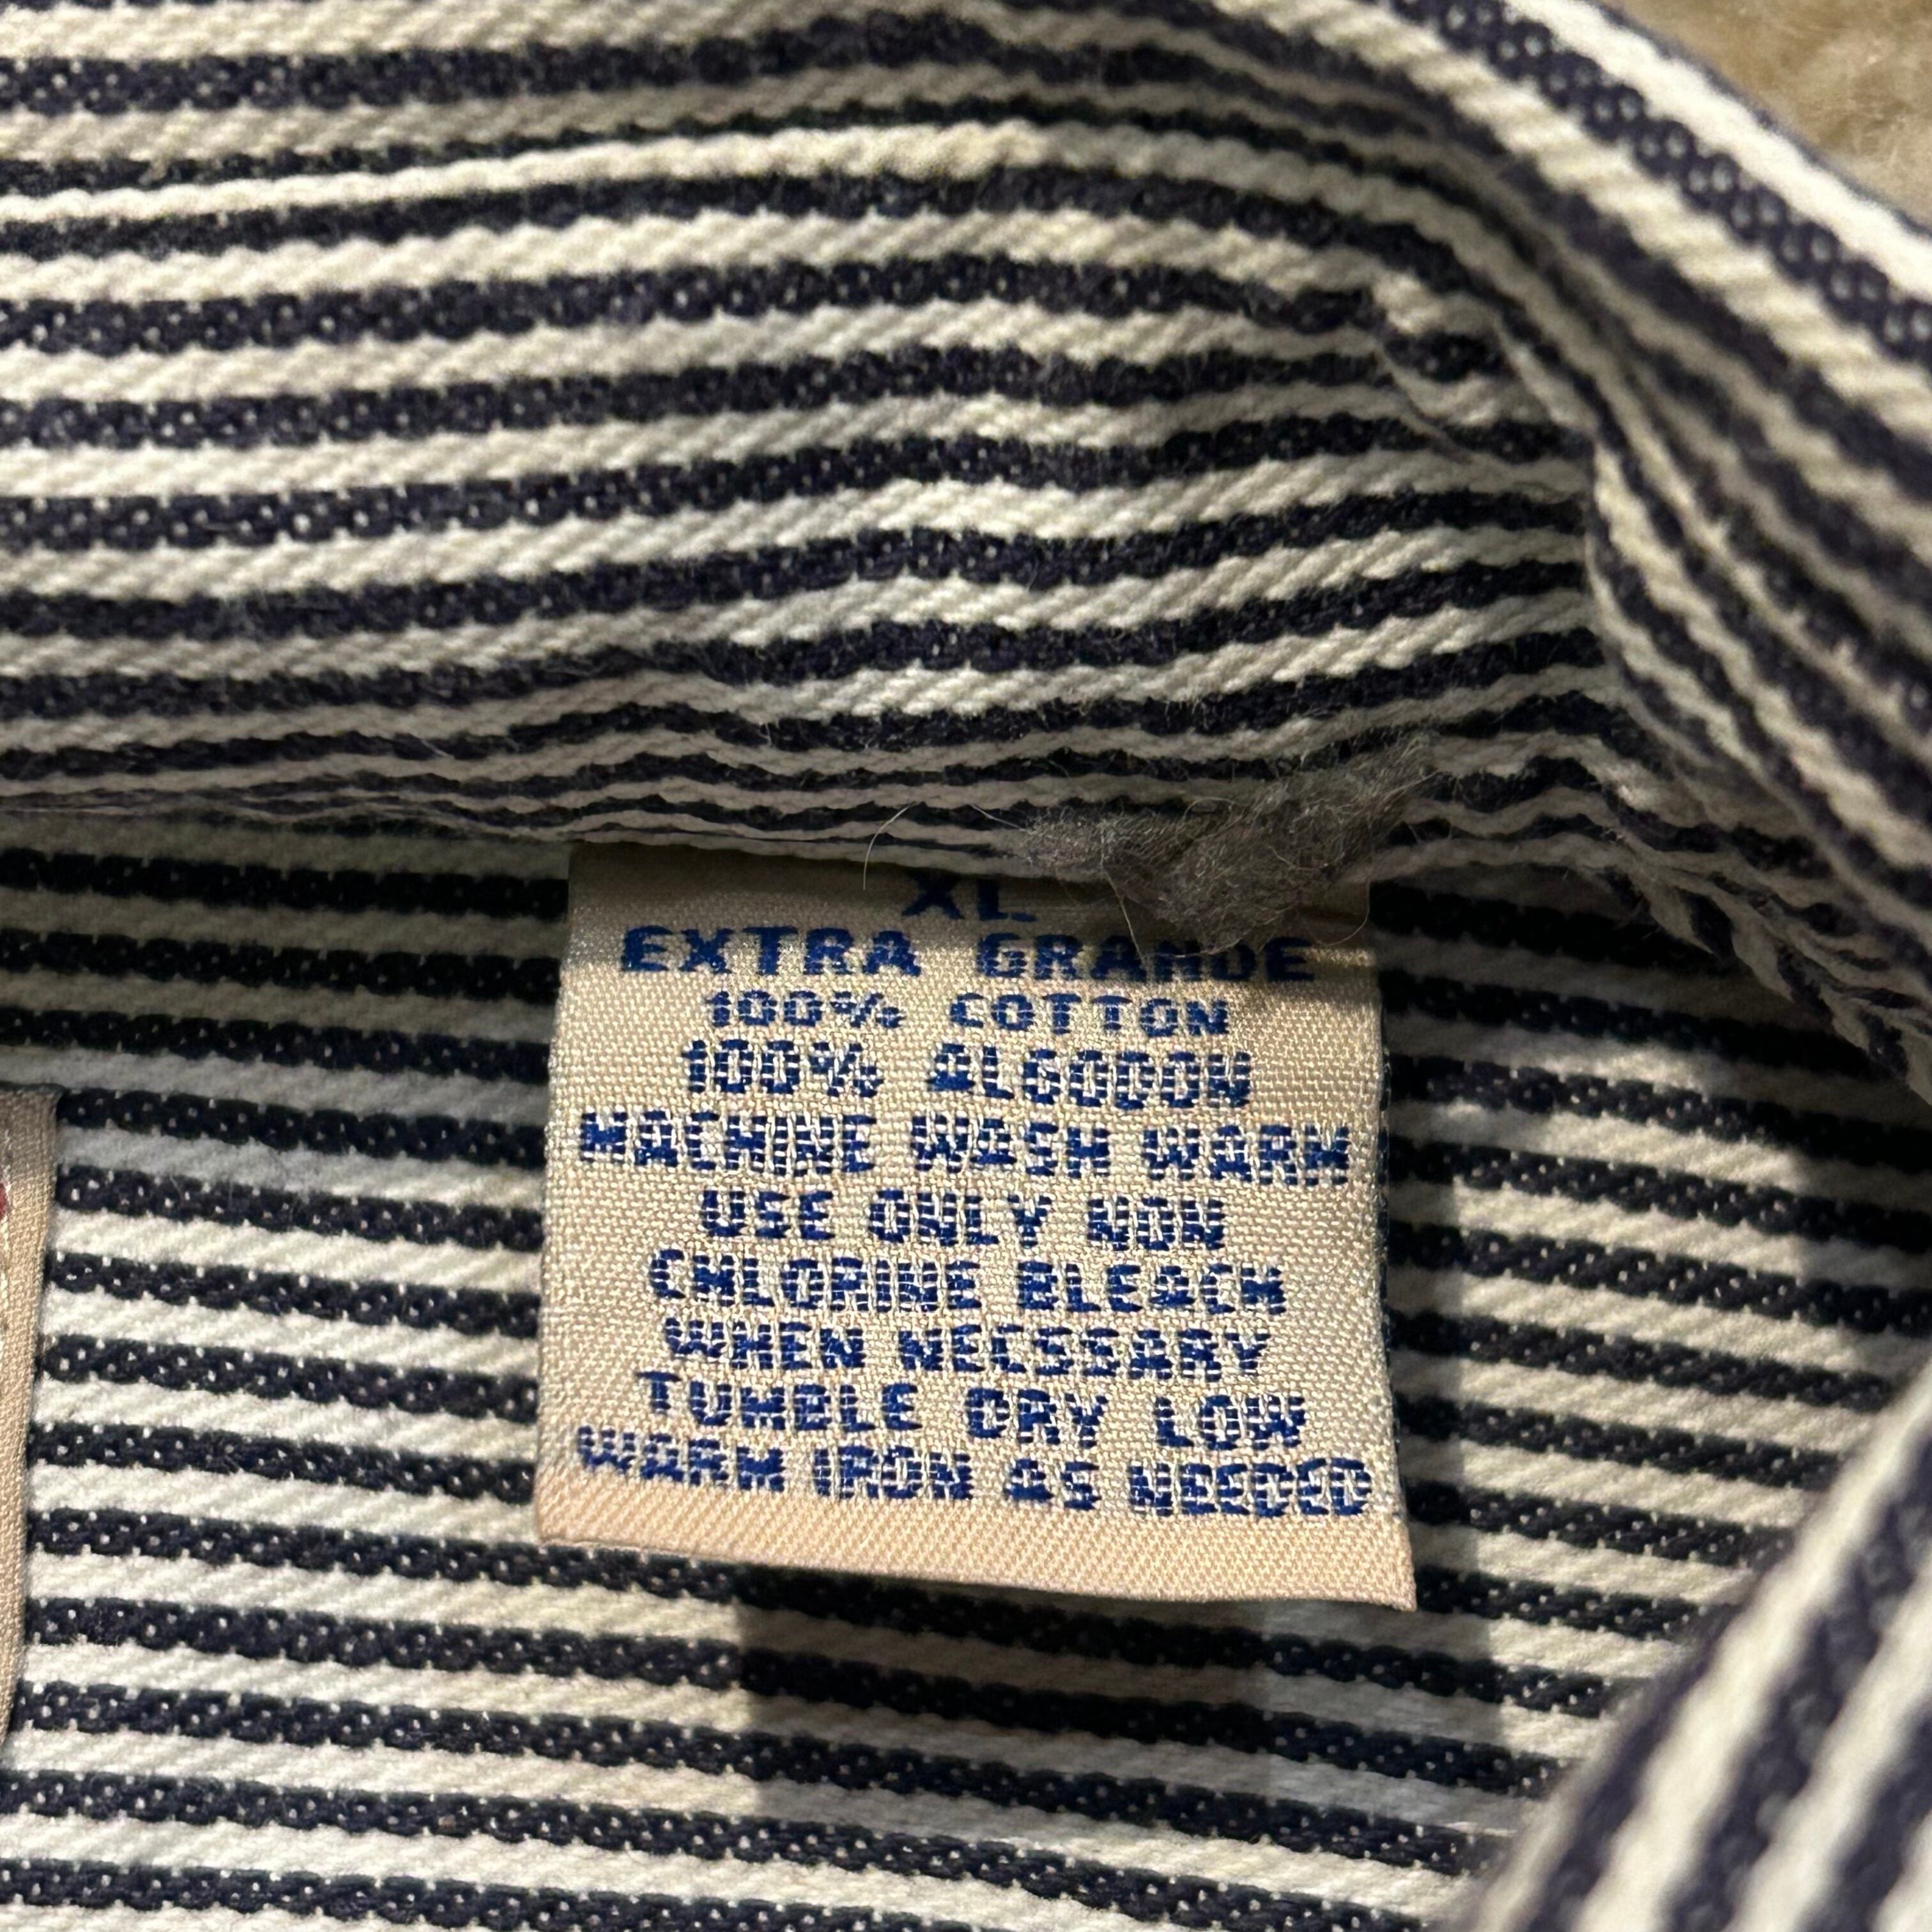 XL
EXTRA GRANDE
100% COTTON
100% ALGODON
MACHINE WASH WARM
USE ONLY NON
CHLORINE BLEACH
WHEN NECSSARY
TUMBLE DRY LOW
WARM IRON AS NEEDED